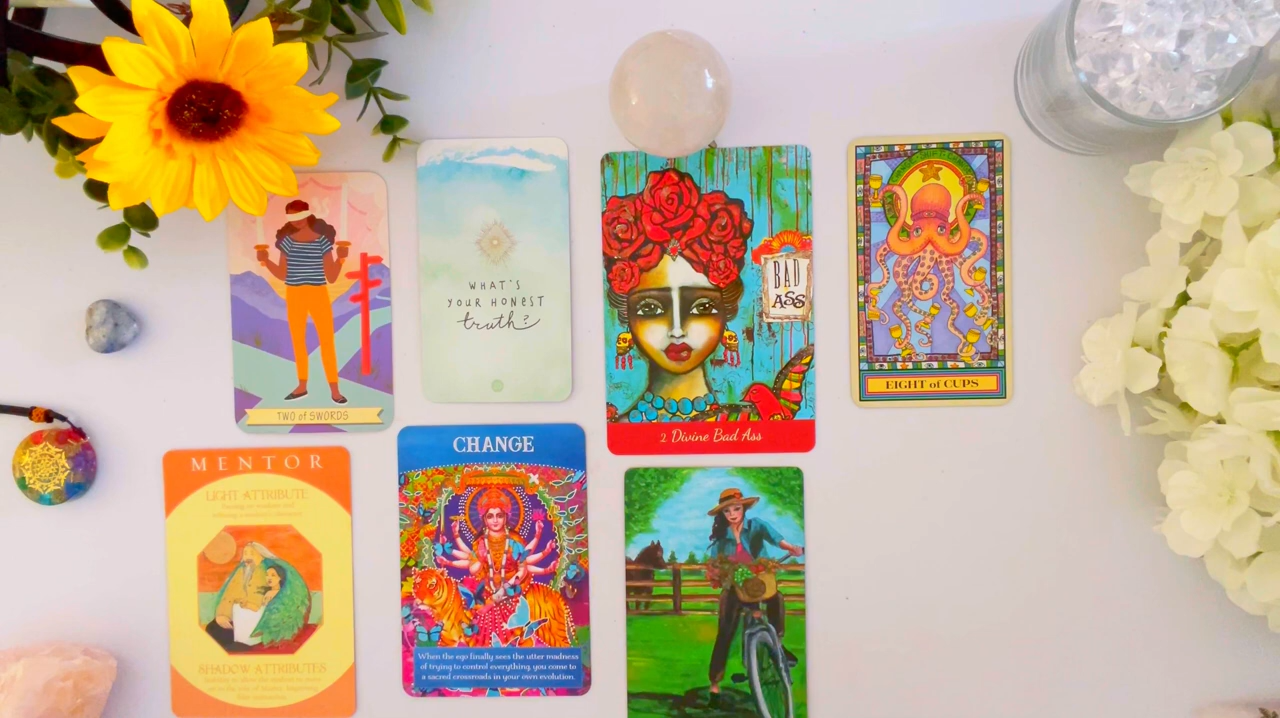 TWO of SWORDS
WHAT'S
YOUR HONEST
truth?
BAD
ASS
2 Divine Bad Ass
EIGHT of CUPS
MENTOR
LIGHT ATTRIBUTE
SHADOW ATTRIBUTES
CHANGE
When the ego finally sees the utter madness
of trying to control everything, you come to
a sacred crossroads in your own evolution.